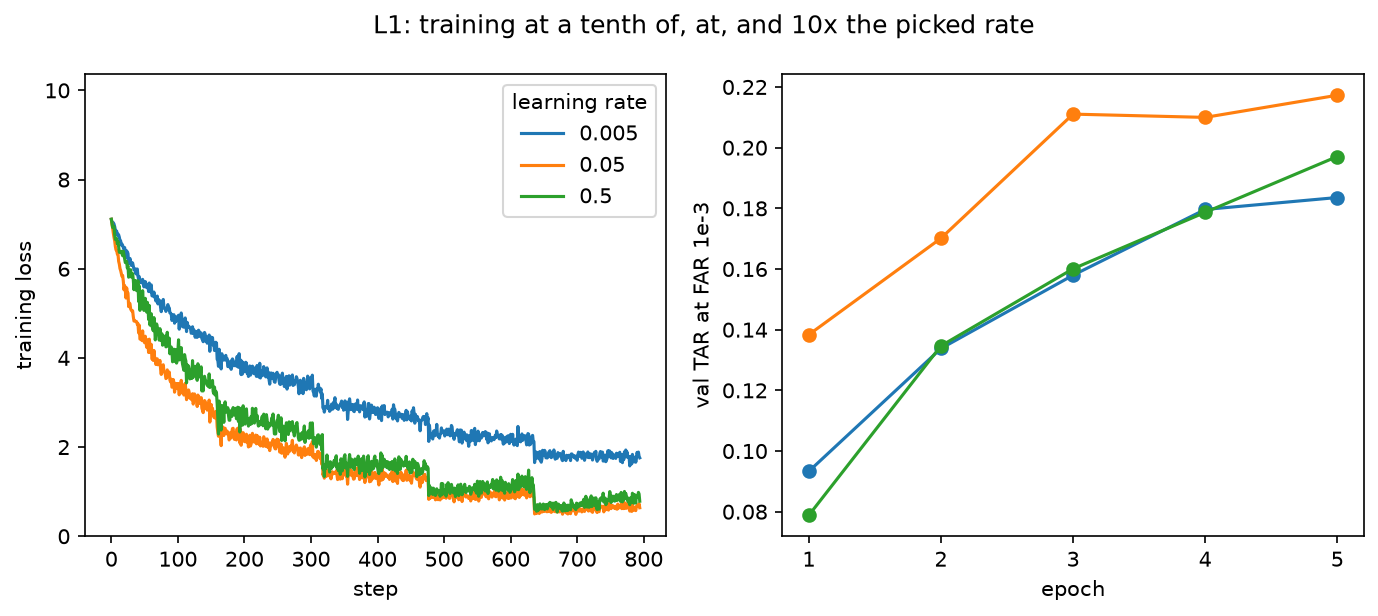 L1: training at a tenth of, at, and 10x the picked rate
training loss
10
8
6
4
2
0
learning rate
0.005
0.05
0.5
0 100 200 300 400 500 600 700 800
step
val TAR at FAR 1e-3
0.22
0.20
0.18
0.16
0.14
0.12
0.10
0.08
1 2 3 4 5
epoch